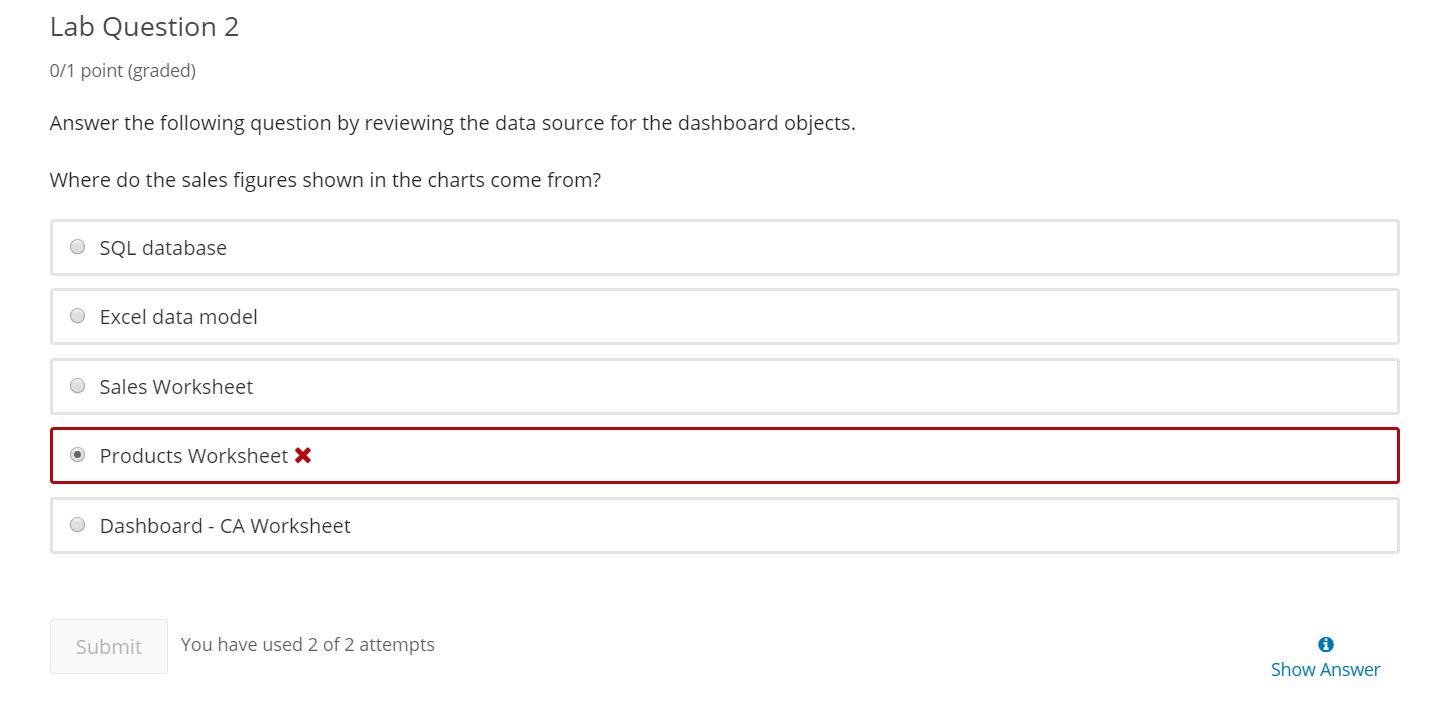 Lab Question 2
0/1 point (graded)
Answer the following question by reviewing the data source for the dashboard objects.
Where do the sales figures shown in the charts come from?
SQL database
Excel data model
Sales Worksheet
Products Worksheet
Dashboard - CA Worksheet
Submit You have used 2 of 2 attempts
Show Answer